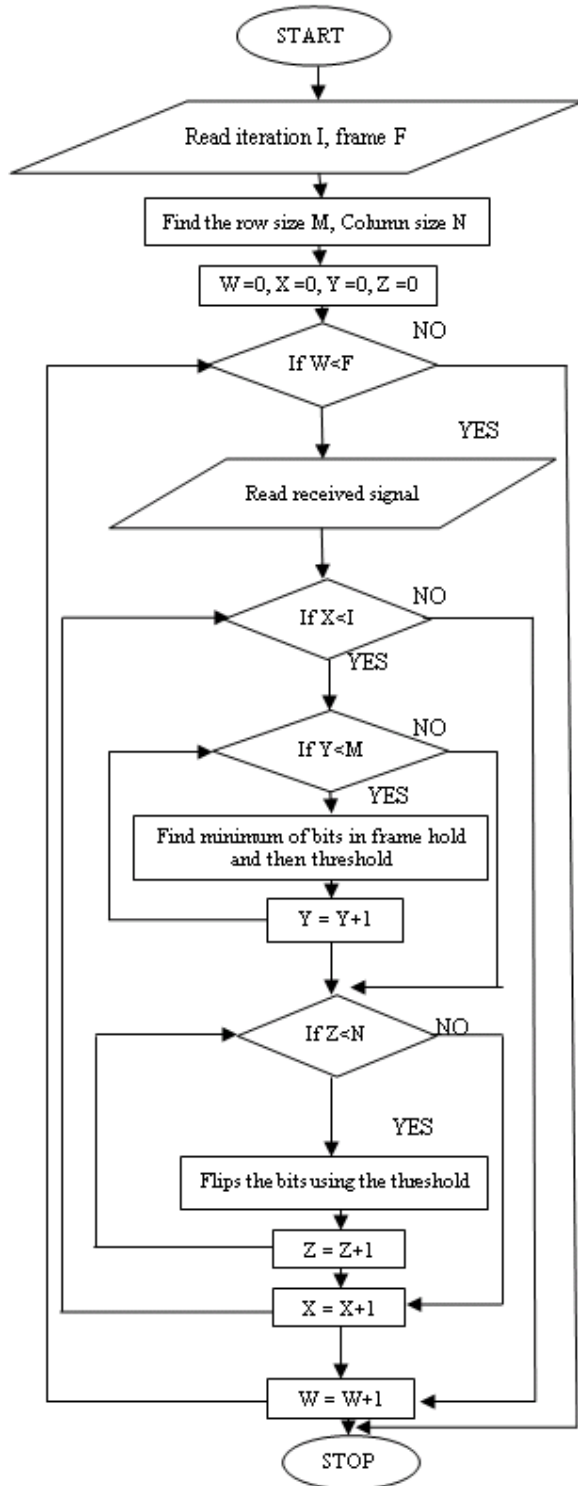 START
Read iteration I, frame F
Find the row size M, Column size N
W =0, X =0, Y =0, Z =0
NO
If W<F
YES
Read received signal
NO
If X<I
YES
NO
If Y<M
YES
Find minimum of bits in frame hold
and then threshold
Y = Y+1
If Z<N
NO
YES
Flips the bits using the threshold
Z = Z+1
X = X+1
W = W+1
STOP